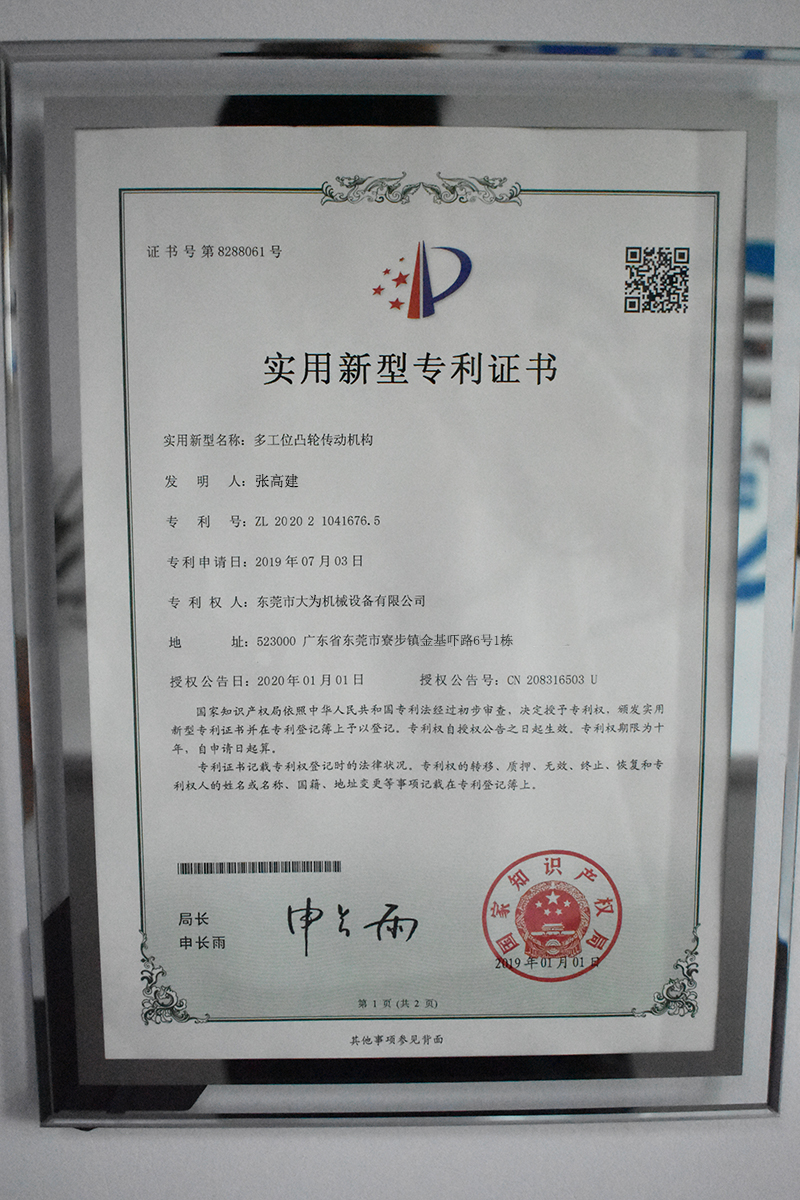 证书号第8288061号
实用新型专利证书
实用新型名称：多工位凸轮传动机构
发明人：张高建
专利号：ZL 2020 2 1041676.5
专利申请日：2019年07月03日
专利权人：东莞市大为机械设备有限公司
地址：523000 广东省东莞市寮步镇金基吓路6号1栋
授权公告日：2020年01月01日 授权公告号：CN 208316503 U
国家知识产权局依照中华人民共和国专利法经过初步审查，决定授予专利权，颁发实用
新型专利证书并在专利登记簿上予以登记。专利权自授权公告之日起生效。专利权期限为十
年，自申请日起算。
专利证书记载专利权登记时的法律状况。专利权的转移、质押、无效、终止、恢复和专
利权人的姓名或名称、国籍、地址变更等事项记载在专利登记簿上。
局长
申长雨
申长雨
国家知识产权局
2019年01月01日
第1页(共2页)
其他事项参见背面